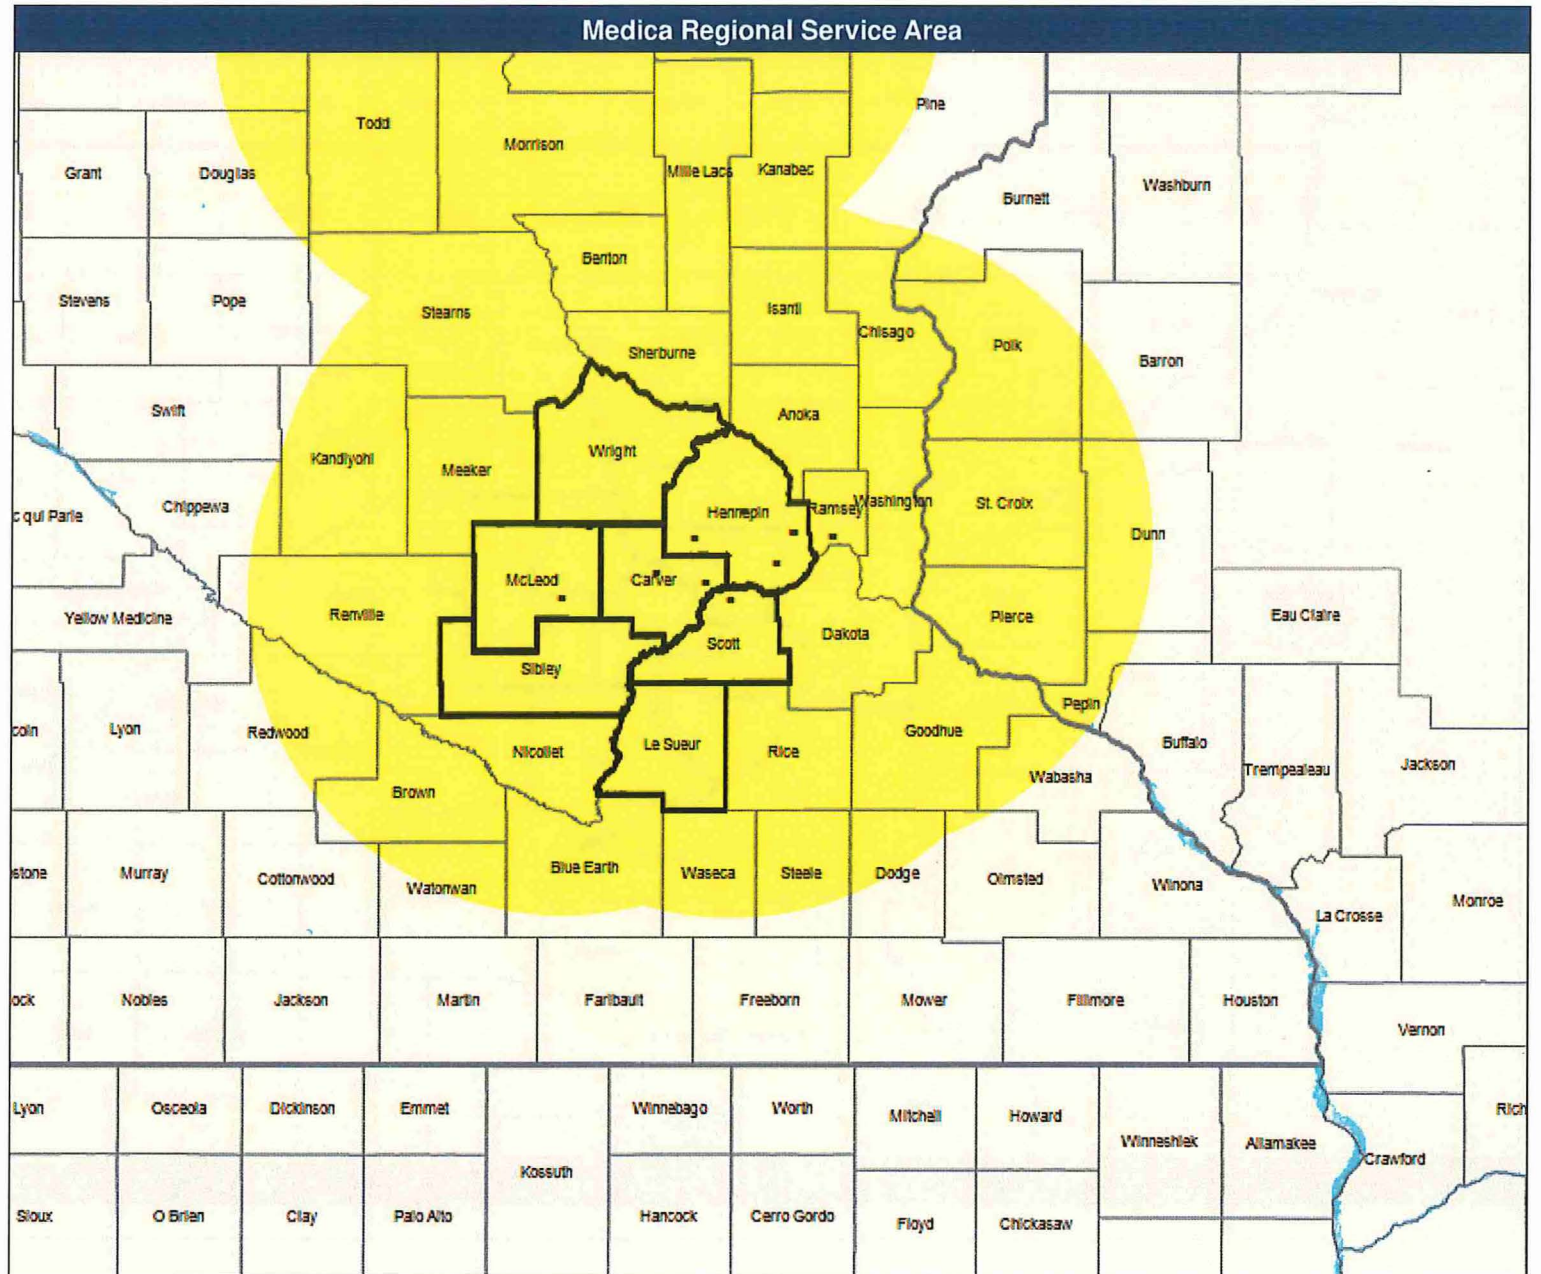 Medica Regional Service Area
Pine
Todd
Morrison
Grant
Douglas
Mille Lacs
Kanabec
Burnett
Washburn
Benton
Stevens
Pope
Stearns
Isanti
Chisago
Sherburne
Polk
Barron
Swift
Anoka
Wright
Kandiyohi
Meeker
Chippewa
Hennepin
Ramsey
Washington
St. Croix
c qui Parle
Dunn
McLeod
Carver
Yellow Medicine
Renville
Pierce
Eau Claire
Dakota
Scott
Sibley
Pepin
coln
Lyon
Redwood
Nicollet
Le Sueur
Rice
Goodhue
Buffalo
Trempealeau
Jackson
Wabasha
Brown
stone
Murray
Cottonwood
Watonwan
Blue Earth
Waseca
Steele
Dodge
Olmsted
Winona
La Crosse
Monroe
ock
Nobles
Jackson
Martin
Faribault
Freeborn
Mower
Fillmore
Houston
Vernon
Lyon
Osceola
Dickinson
Emmet
Winnebago
Worth
Mitchell
Howard
Rich
Winneshiek
Allamakee
Crawford
Kossuth
Sioux
O Brien
Clay
Palo Alto
Hancock
Cerro Gordo
Floyd
Chickasaw